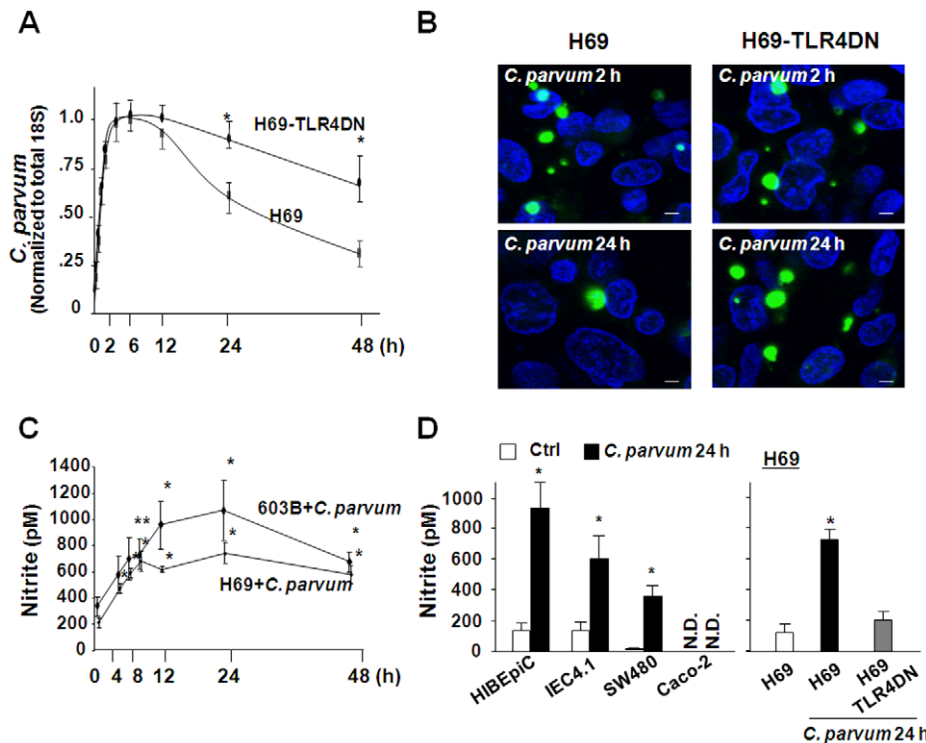 A
C. parvum
(Normalized to total 18S)
1.0
.75
.50
.25
0
*
*
H69-TLR4DN
H69
0 2 6 12 24 48 (h)
B
H69
H69-TLR4DN
C. parvum 2 h
C. parvum 2 h
C. parvum 24 h
C. parvum 24 h
C
Nitrite (pM)
1400
1200
1000
800
600
400
200
0
603B+C. parvum
H69+C. parvum
0 4 8 12 24 48 (h)
D
Ctrl
C. parvum 24 h
Nitrite (pM)
1000
800
600
400
200
0
*
*
*
N.D.
N.D.
HIBEpiC
IEC4.1
SW480
Caco-2
H69
*
H69
H69
H69
TLR4DN
C. parvum 24 h